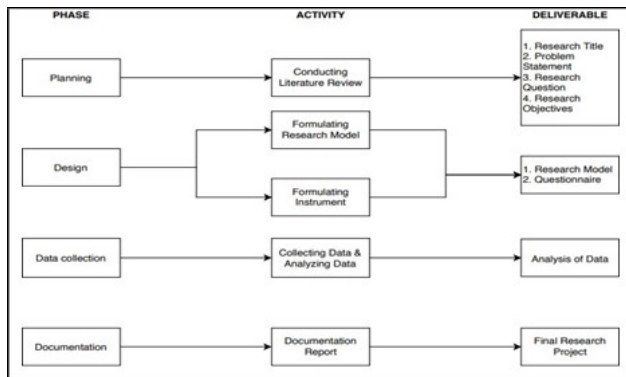 PHASE
ACTIVITY
DELIVERABLE
Planning
Conducting
Literature Review
1. Research Title
2. Problem
Statement
3. Research
Question
4. Research
Objectives
Design
Formulating
Research Model
Formulating
Instrument
1. Research Model
2. Questionnaire
Data collection
Collecting Data &
Analyzing Data
Analysis of Data
Documentation
Documentation
Report
Final Research
Project